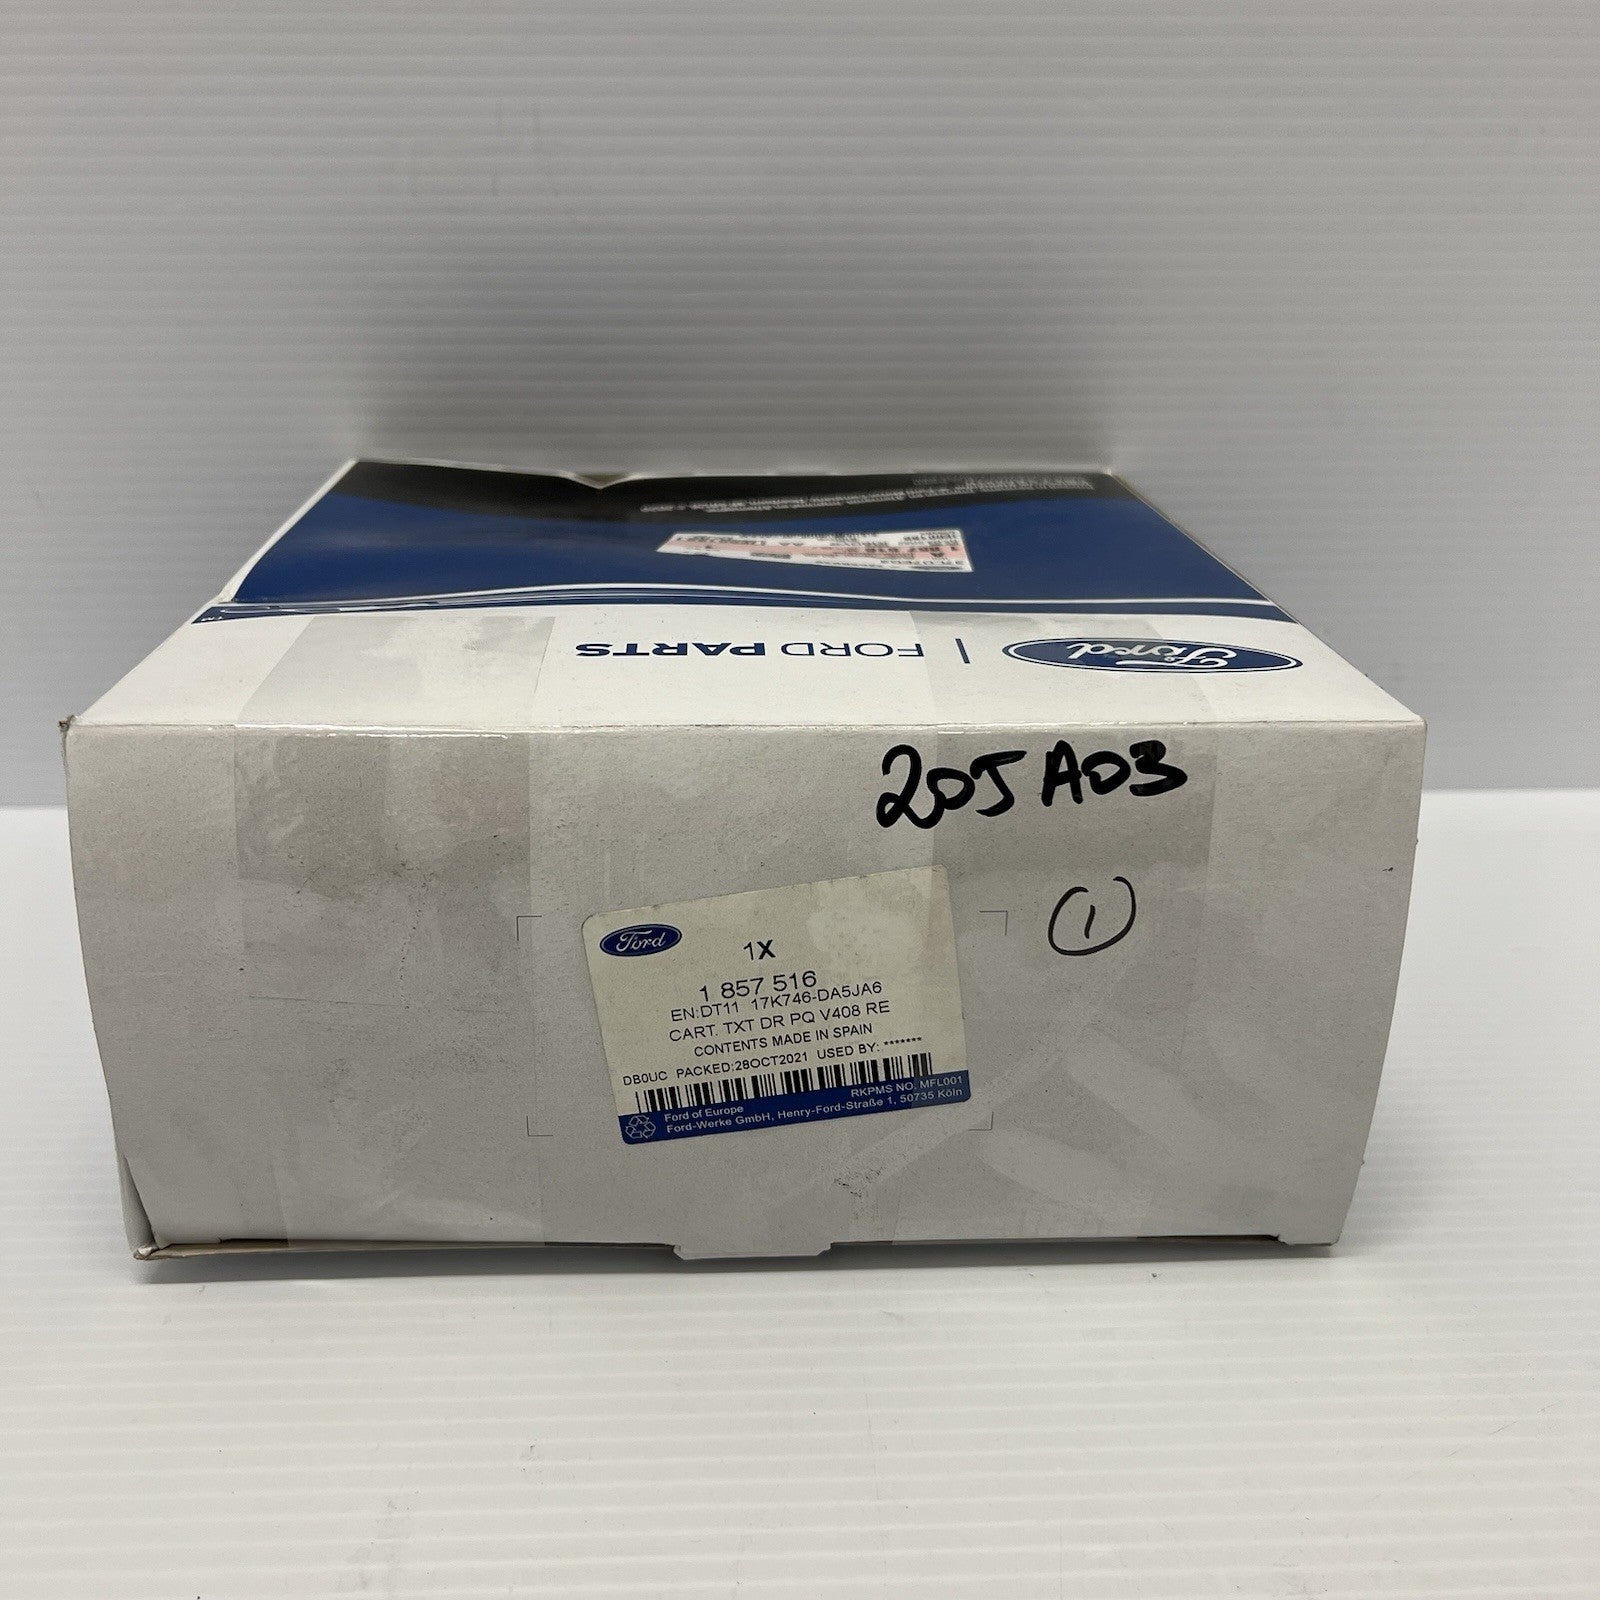 Ford | FORD PARTS
TM
205A03
1
Ford
1X
1 857 516
EN:DT11 17K746-DA5JA6
CART. TXT DR PQ V408 RE
CONTENTS MADE IN SPAIN
DB0UC PACKED:28OCT2021 USED BY: *******
RKPMS NO. MFL001
Ford of Europe
Ford-Werke GmbH, Henry-Ford-Straße 1, 50735 Köln